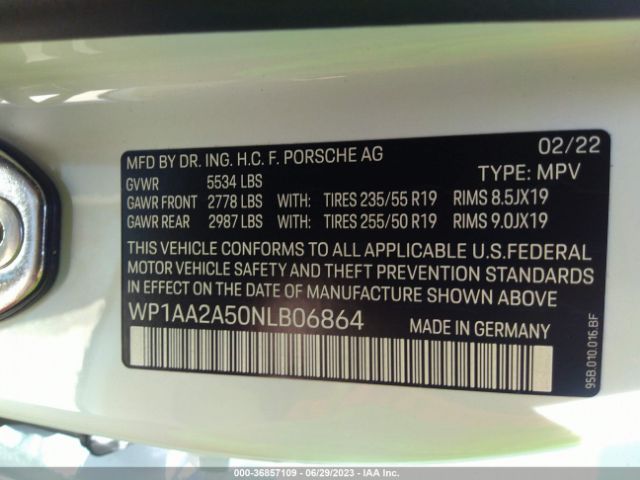 MFD BY DR. ING. H.C. F. PORSCHE AG 02/22
GVWR 5534 LBS TYPE: MPV
GAWR FRONT 2778 LBS WITH: TIRES 235/55 R19 RIMS 8.5JX19
GAWR REAR 2987 LBS WITH: TIRES 255/50 R19 RIMS 9.0JX19
THIS VEHICLE CONFORMS TO ALL APPLICABLE U.S.FEDERAL
MOTOR VEHICLE SAFETY AND THEFT PREVENTION STANDARDS
IN EFFECT ON THE DATE OF MANUFACTURE SHOWN ABOVE
WP1AA2A50NLB06864 MADE IN GERMANY
95B.010.016.BF
000-36857109 - 06/29/2023 - IAA Inc.